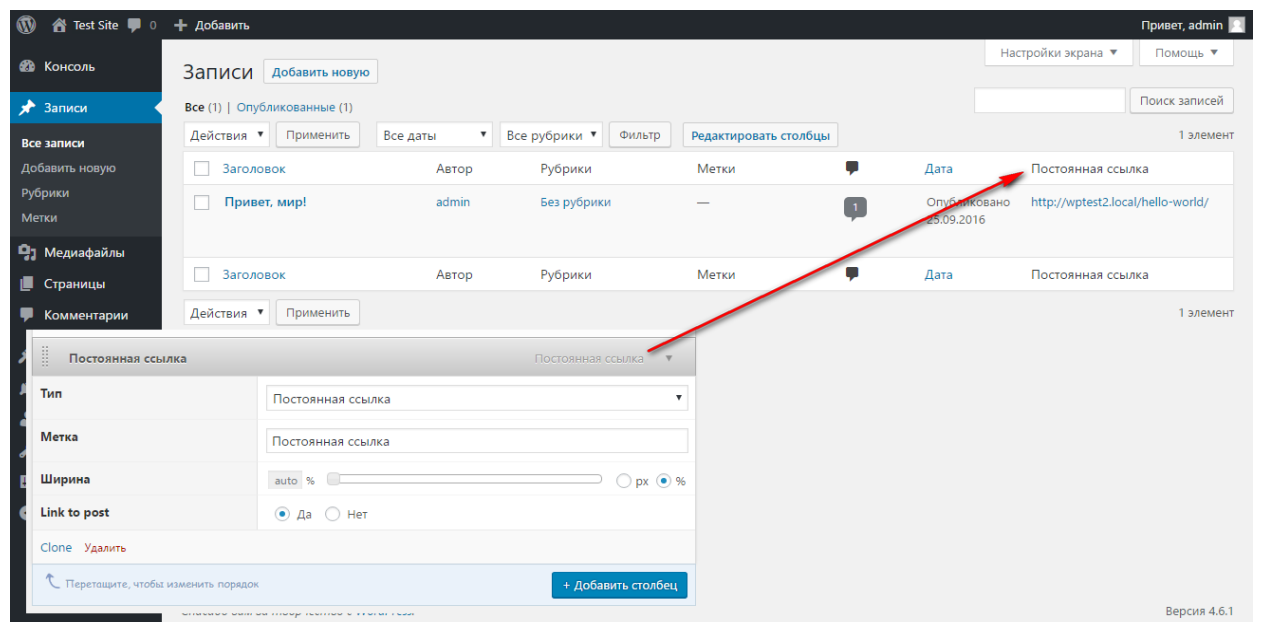 Test Site 0 + Добавить Привет, admin
Консоль
Настройки экрана ▼ Помощь ▼
Записи Добавить новую
Записи
Все (1) | Опубликованные (1) Поиск записей
Все записи
Действия ▼ Применить Все даты ▼ Все рубрики ▼ Фильтр Редактировать столбцы 1 элемент
Добавить новую
Заголовок Автор Рубрики Метки Дата Постоянная ссылка
Рубрики
Привет, мир! admin Без рубрики — 1 Опубликовано http://wptest2.local/hello-world/
25.09.2016
Метки
Медиафайлы
Заголовок Автор Рубрики Метки Дата Постоянная ссылка
Страницы
Комментарии
Действия ▼ Применить 1 элемент
Постоянная ссылка Постоянная ссылка ▼
Тип Постоянная ссылка ▼
Метка Постоянная ссылка
Ширина auto % px %
Link to post Да Нет
Clone Удалить
Перетащите, чтобы изменить порядок + Добавить столбец
Версия 4.6.1